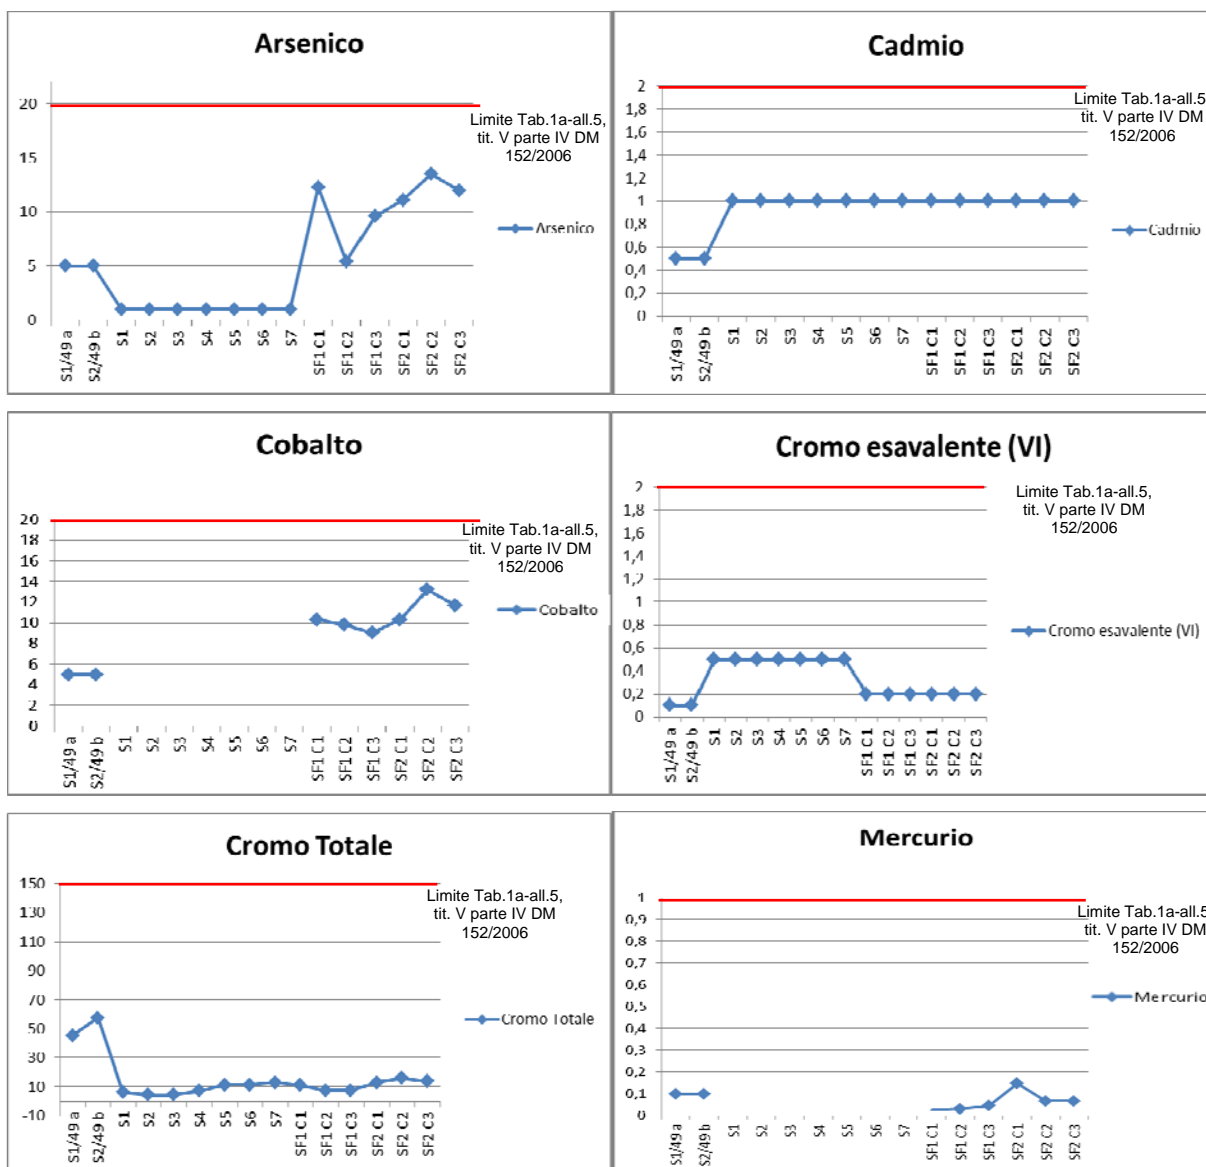 Arsenico
20
15
10
5
0
Limite Tab.1a-all.5,
tit. V parte IV DM
152/2006
Arsenico
S1/49 a
S2/49 b
S1
S2
S3
S4
S5
S6
S7
SF1 C1
SF1 C2
SF1 C3
SF2 C1
SF2 C2
SF2 C3
Cadmio
2
1,8
1,6
1,4
1,2
1
0,8
0,6
0,4
0,2
0
Limite Tab.1a-all.5
tit. V parte IV DM
152/2006
Cadmio
S1/49 a
S2/49 b
S1
S2
S3
S4
S5
S6
S7
SF1 C1
SF1 C2
SF1 C3
SF2 C1
SF2 C2
SF2 C3
Cobalto
20
18
16
14
12
10
8
6
4
2
0
Limite Tab.1a-all.5,
tit. V parte IV DM
152/2006
Cobalto
S1/49 a
S2/49 b
S1
S2
S3
S4
S5
S6
S7
SF1 C1
SF1 C2
SF1 C3
SF2 C1
SF2 C2
SF2 C3
Cromo esavalente (VI)
2
1,8
1,6
1,4
1,2
1
0,8
0,6
0,4
0,2
0
Limite Tab.1a-all.5,
tit. V parte IV DM
152/2006
Cromo esavalente (VI)
S1/49 a
S2/49 b
S1
S2
S3
S4
S5
S6
S7
SF1 C1
SF1 C2
SF1 C3
SF2 C1
SF2 C2
SF2 C3
Cromo Totale
150
130
110
90
70
50
30
10
-10
Limite Tab.1a-all.5,
tit. V parte IV DM
152/2006
Cromo Totale
S1/49 a
S2/49 b
S1
S2
S3
S4
S5
S6
S7
SF1 C1
SF1 C2
SF1 C3
SF2 C1
SF2 C2
SF2 C3
Mercurio
1
0,9
0,8
0,7
0,6
0,5
0,4
0,3
0,2
0,1
0
Limite Tab.1a-all.5
tit. V parte IV DM
152/2006
Mercurio
S1/49 a
S2/49 b
S1
S2
S3
S4
S5
S6
S7
SF1 C1
SF1 C2
SF1 C3
SF2 C1
SF2 C2
SF2 C3